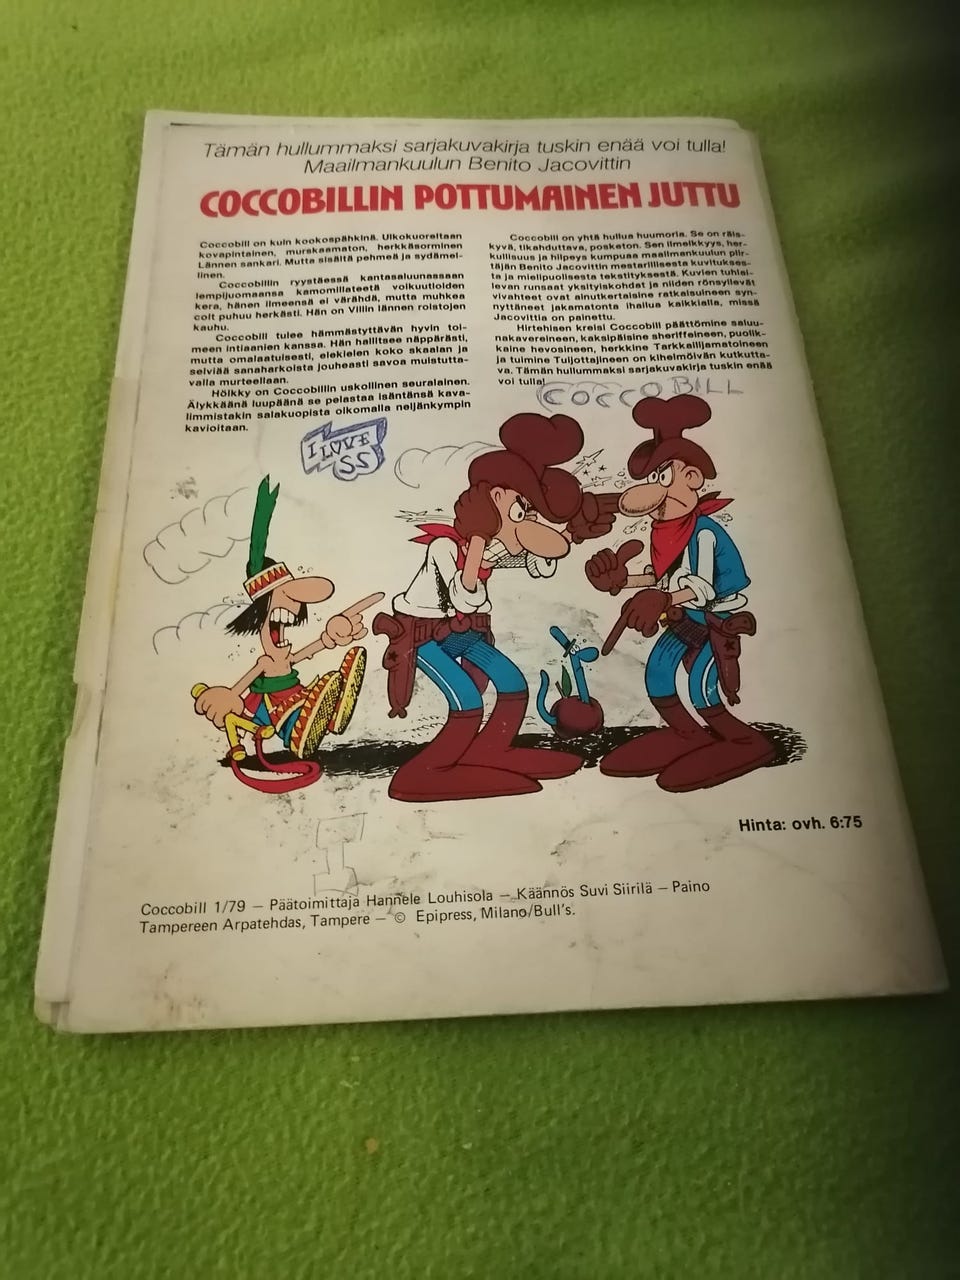 Tämän hullummaksi sarjakuvakirja tuskin enää voi tulla!
Maailmankuulun Benito Jacovittin
COCCOBILLIN POTTUMAINEN JUTTU
Coccobill on kuin kookospähkinä. Ulkokuoreltaan
kovapintainen, murskaamaton, herkkäsorminen
Lännen sankari. Mutta sisältä pehmeä ja sydämel-
linen.
Coccobillin ryystäessä kantasaluunassaan
lempijuomaansa kamomillateetä voikuutioiden
kera, hänen ilmeensä ei värähdä, mutta muhkea
colt puhuu herkästi. Hän on Villin lännen roistojen
kauhu.
Coccobill tulee hämmästyttävän hyvin toi-
meen intiaanien kanssa. Hän hallitsee näppärästi,
mutta omalaatuisesti, elekielen koko skaalan ja
selviää sanaharkoista jouheasti savoa muistutta-
valla murteellaan.
Hölkky on Coccobillin uskollinen seuralainen.
Älykkäänä luupäänä se pelastaa isäntänsä kava-
limmistakin salakuopista oikomalla neljänkympin
kavioitaan.
Coccobill on yhtä hullua huumoria. Se on räis-
kyvä, tikahduttava, posketon. Sen ilmeikkyys, her-
kullisuus ja hilpeys kumpuaa maailmankuulun piir-
täjän Benito Jacovittin mestarillisesta kuvitukses-
ta ja mielipuolisesta tekstityksestä. Kuvien tuhlai-
levan runsaat yksityiskohdat ja niiden rönsyilevät
vivahteet ovat ainutkertaisine ratkaisuineen syn-
nyttäneet jakamatonta ihailua kaikkialla, missä
Jacovittia on painettu.
Hirtehisen kreisi Coccobill päättömine saluu-
nakavereineen, kaksipäisine sheriffeineen, puolik-
kaine hevosineen, herkkine Tarkkailijamatoineen
ja tuimine Tuijottajineen on kihelmöivän kutkutta-
va. Tämän hullummaksi sarjakuvakirja tuskin enää
voi tulla!
COCCO BILL
I LOVE
SS
Hinta: ovh. 6:75
Coccobill 1/79 — Päätoimittaja Hannele Louhisola — Käännös Suvi Siirilä — Paino
Tampereen Arpatehdas, Tampere — © Epipress, Milano/Bull's.